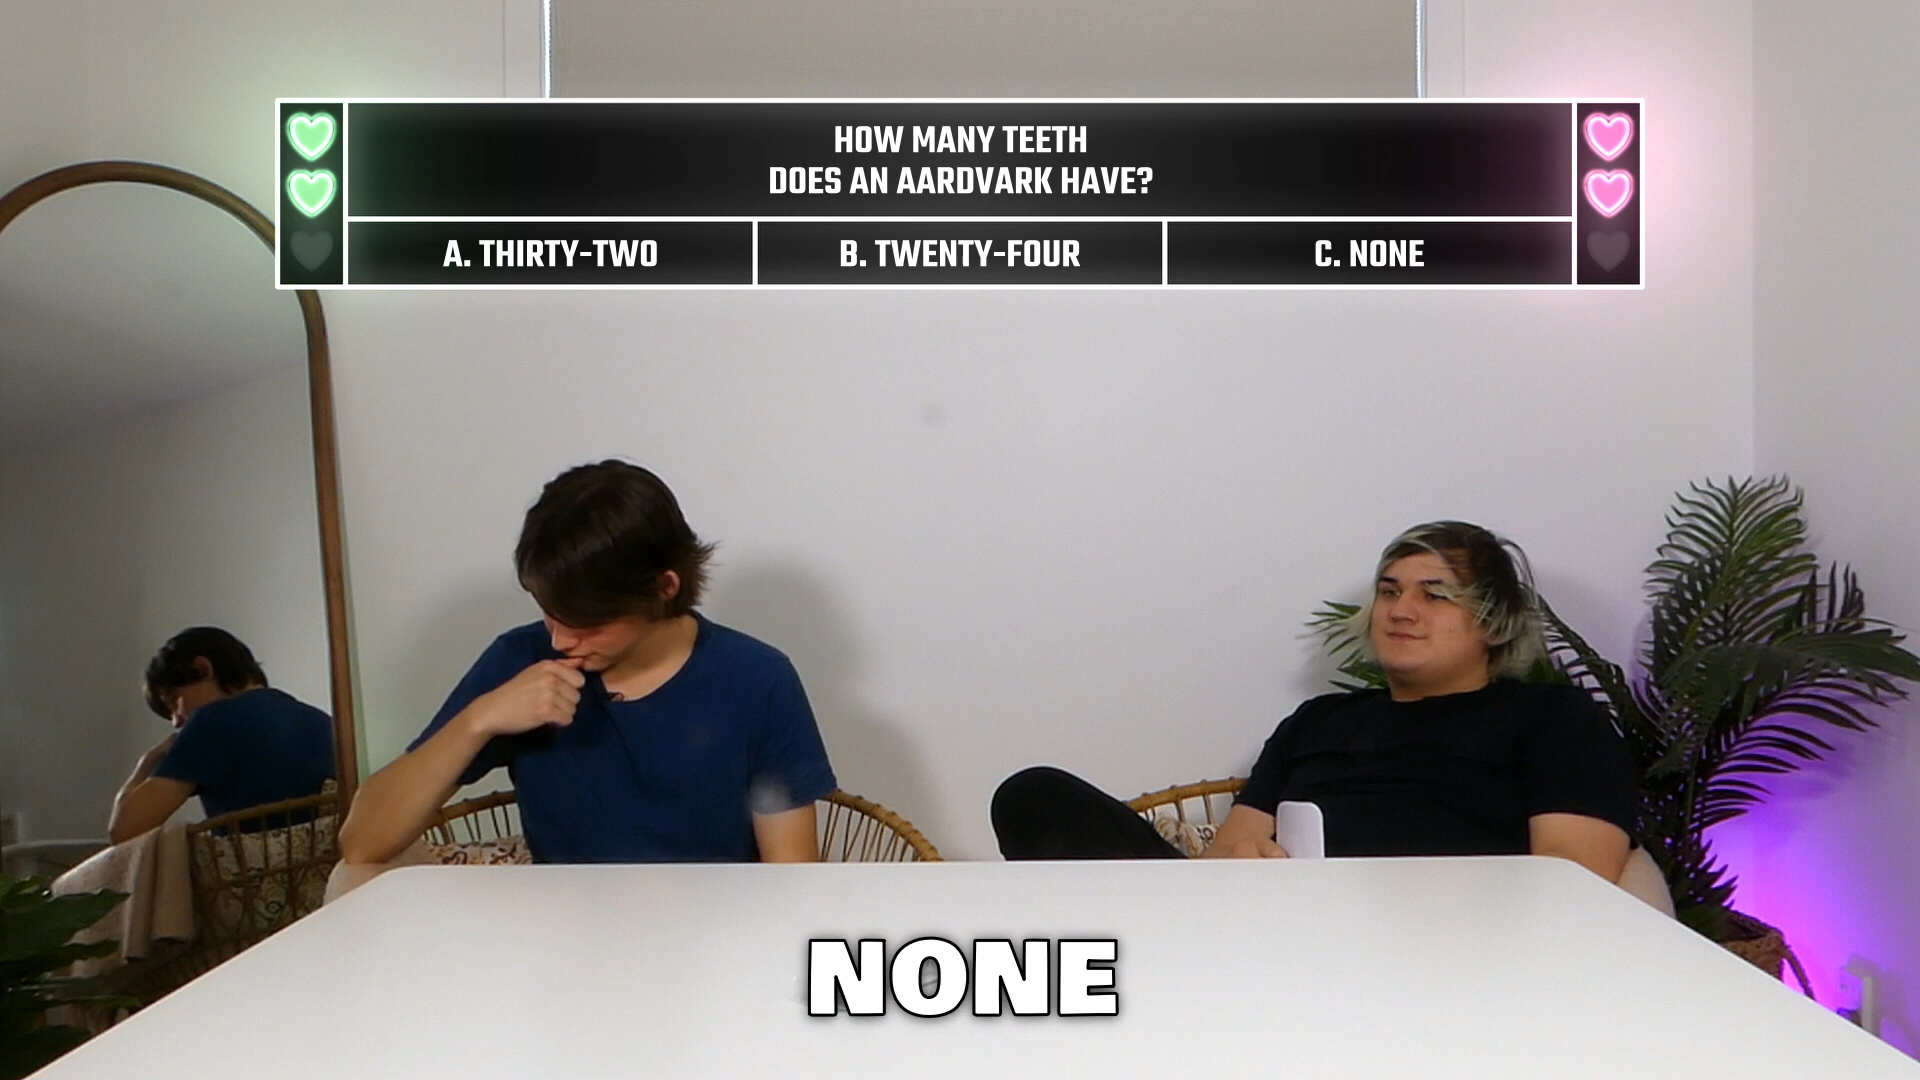 HOW MANY TEETH
DOES AN AARDVARK HAVE?
A. THIRTY-TWO
B. TWENTY-FOUR
C. NONE
NONE